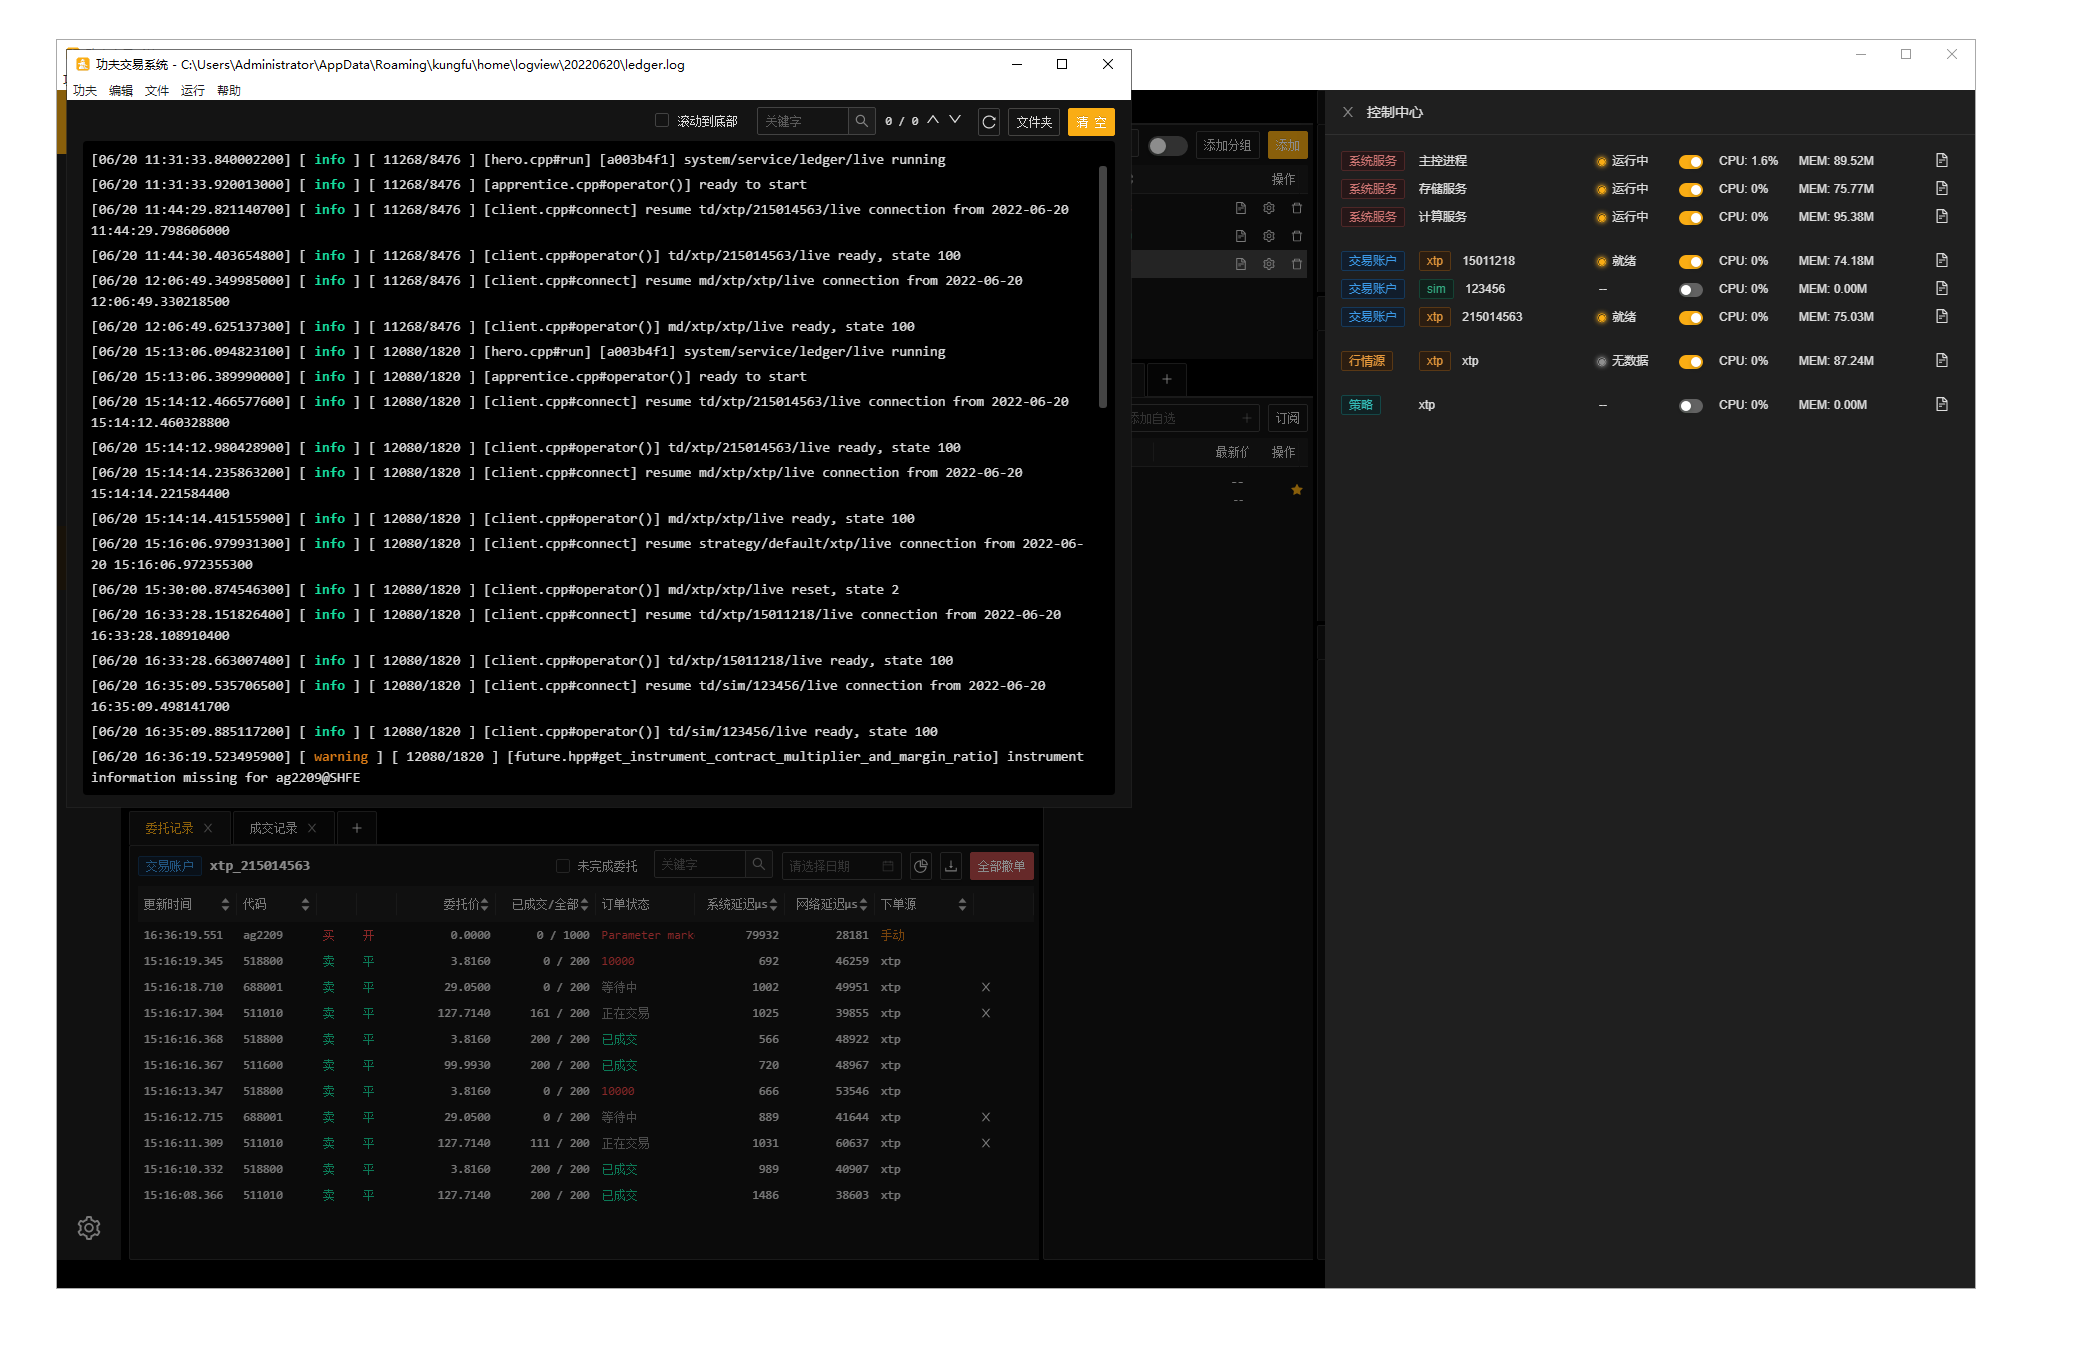 功夫交易系统 - C:\Users\Administrator\AppData\Roaming\kungfu\home\logview\20220620\ledger.log
功夫 编辑 文件 运行 帮助
滚动到底部 关键字 0 / 0 文件夹 清 空
[06/20 11:31:33.840002200] [ info ] [ 11268/8476 ] [hero.cpp#run] [a003b4f1] system/service/ledger/live running
[06/20 11:31:33.920013000] [ info ] [ 11268/8476 ] [apprentice.cpp#operator()] ready to start
[06/20 11:44:29.821140700] [ info ] [ 11268/8476 ] [client.cpp#connect] resume td/xtp/215014563/live connection from 2022-06-20
11:44:29.798606000
[06/20 11:44:30.403654800] [ info ] [ 11268/8476 ] [client.cpp#operator()] td/xtp/215014563/live ready, state 100
[06/20 12:06:49.349985000] [ info ] [ 11268/8476 ] [client.cpp#connect] resume md/xtp/xtp/live connection from 2022-06-20
12:06:49.330218500
[06/20 12:06:49.625137300] [ info ] [ 11268/8476 ] [client.cpp#operator()] md/xtp/xtp/live ready, state 100
[06/20 15:13:06.094823100] [ info ] [ 12080/1820 ] [hero.cpp#run] [a003b4f1] system/service/ledger/live running
[06/20 15:13:06.389990000] [ info ] [ 12080/1820 ] [apprentice.cpp#operator()] ready to start
[06/20 15:14:12.466577600] [ info ] [ 12080/1820 ] [client.cpp#connect] resume td/xtp/215014563/live connection from 2022-06-20
15:14:12.460328800
[06/20 15:14:12.980428900] [ info ] [ 12080/1820 ] [client.cpp#operator()] td/xtp/215014563/live ready, state 100
[06/20 15:14:14.235863200] [ info ] [ 12080/1820 ] [client.cpp#connect] resume md/xtp/xtp/live connection from 2022-06-20
15:14:14.221584400
[06/20 15:14:14.415155900] [ info ] [ 12080/1820 ] [client.cpp#operator()] md/xtp/xtp/live ready, state 100
[06/20 15:16:06.979931300] [ info ] [ 12080/1820 ] [client.cpp#connect] resume strategy/default/xtp/live connection from 2022-06-
20 15:16:06.972355300
[06/20 15:30:00.874546300] [ info ] [ 12080/1820 ] [client.cpp#operator()] md/xtp/xtp/live reset, state 2
[06/20 16:33:28.151826400] [ info ] [ 12080/1820 ] [client.cpp#connect] resume td/xtp/15011218/live connection from 2022-06-20
16:33:28.108910400
[06/20 16:33:28.663007400] [ info ] [ 12080/1820 ] [client.cpp#operator()] td/xtp/15011218/live ready, state 100
[06/20 16:35:09.535706500] [ info ] [ 12080/1820 ] [client.cpp#connect] resume td/sim/123456/live connection from 2022-06-20
16:35:09.498141700
[06/20 16:35:09.885117200] [ info ] [ 12080/1820 ] [client.cpp#operator()] td/sim/123456/live ready, state 100
[06/20 16:36:19.523495900] [ warning ] [ 12080/1820 ] [future.hpp#get_instrument_contract_multiplier_and_margin_ratio] instrument
information missing for ag2209@SHFE
添加分组 添加
操作
添加自选 + 订阅
最新价 操作
--
--
控制中心
系统服务 主控进程 运行中 CPU: 1.6% MEM: 89.52M
系统服务 存储服务 运行中 CPU: 0% MEM: 75.77M
系统服务 计算服务 运行中 CPU: 0% MEM: 95.38M
交易账户 xtp 15011218 就绪 CPU: 0% MEM: 74.18M
交易账户 sim 123456 -- CPU: 0% MEM: 0.00M
交易账户 xtp 215014563 就绪 CPU: 0% MEM: 75.03M
行情源 xtp xtp 无数据 CPU: 0% MEM: 87.24M
策略 xtp -- CPU: 0% MEM: 0.00M
委托记录 成交记录 +
交易账户 xtp_215014563 未完成委托 关键字 请选择日期 全部撤单
更新时间 代码 委托价 已成交/全部 订单状态 系统延迟μs 网络延迟μs 下单源
16:36:19.551 ag2209 买 开 0.0000 0 / 1000 Parameter mark 79932 28181 手动
15:16:19.345 518800 卖 平 3.8160 0 / 200 10000 692 46259 xtp
15:16:18.710 688001 卖 平 29.0500 0 / 200 等待中 1002 49951 xtp X
15:16:17.304 511010 卖 平 127.7140 161 / 200 正在交易 1025 39855 xtp X
15:16:16.368 518800 卖 平 3.8160 200 / 200 已成交 566 48922 xtp
15:16:16.367 511600 卖 平 99.9930 200 / 200 已成交 720 48967 xtp
15:16:13.347 518800 卖 平 3.8160 0 / 200 10000 666 53546 xtp
15:16:12.715 688001 卖 平 29.0500 0 / 200 等待中 889 41644 xtp X
15:16:11.309 511010 卖 平 127.7140 111 / 200 正在交易 1031 60637 xtp X
15:16:10.332 518800 卖 平 3.8160 200 / 200 已成交 989 40907 xtp
15:16:08.366 511010 卖 平 127.7140 200 / 200 已成交 1486 38603 xtp